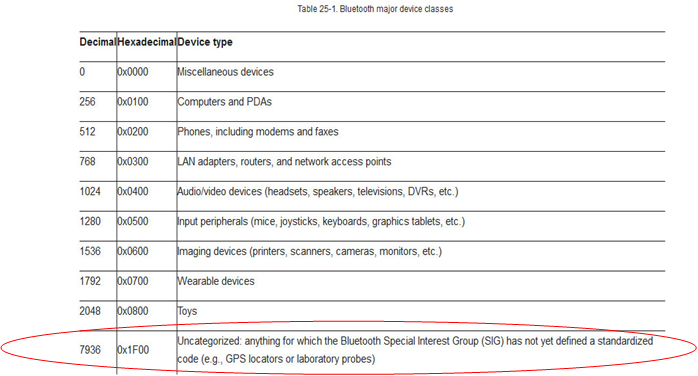 Table 25-1. Bluetooth major device classes
Decimal Hexadecimal Device type
0 0x0000 Miscellaneous devices
256 0x0100 Computers and PDAs
512 0x0200 Phones, including modems and faxes
768 0x0300 LAN adapters, routers, and network access points
1024 0x0400 Audio/video devices (headsets, speakers, televisions, DVRs, etc.)
1280 0x0500 Input peripherals (mice, joysticks, keyboards, graphics tablets, etc.)
1536 0x0600 Imaging devices (printers, scanners, cameras, monitors, etc.)
1792 0x0700 Wearable devices
2048 0x0800 Toys
7936 0x1F00 Uncategorized: anything for which the Bluetooth Special Interest Group (SIG) has not yet defined a standardized
code (e.g., GPS locators or laboratory probes)